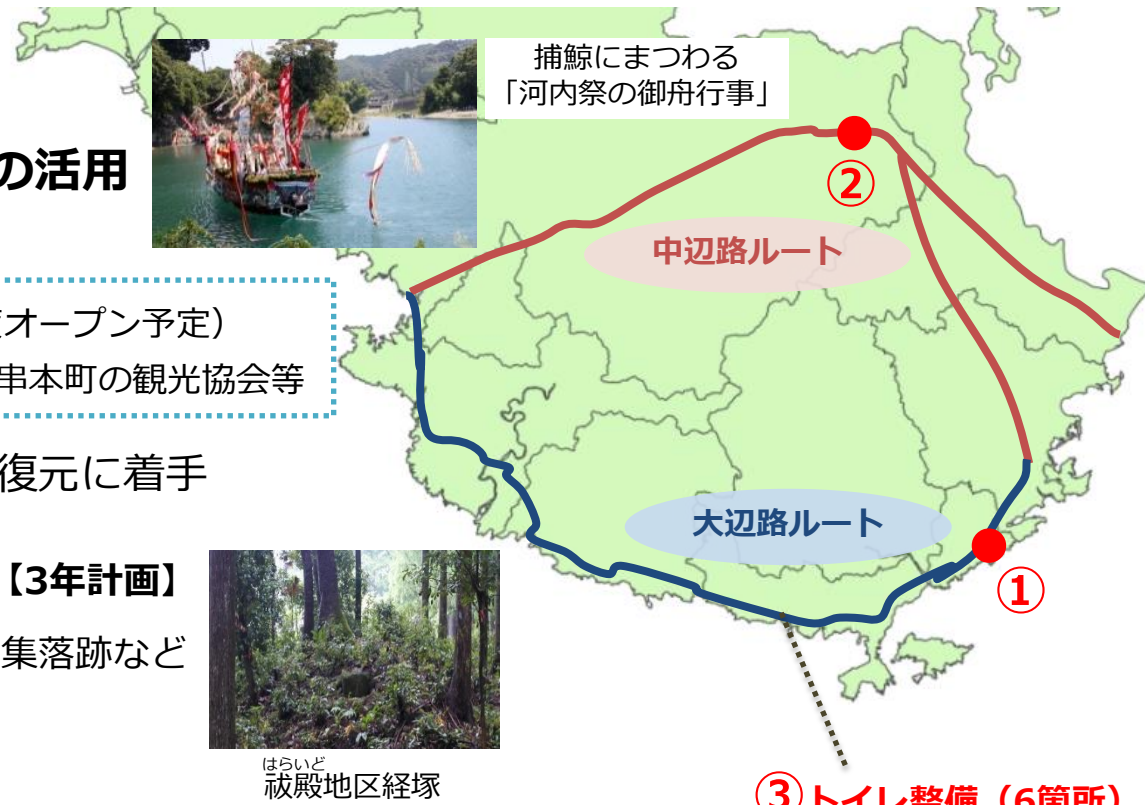 捕鯨にまつわる
「河内祭の御舟行事」
の活用
②
中辺路ルート
オープン予定）
串本町の観光協会等
復元に着手
大辺路ルート
【3年計画】
①
集落跡など
はらいど
祓殿地区経塚
③トイレ整備（6箇所）